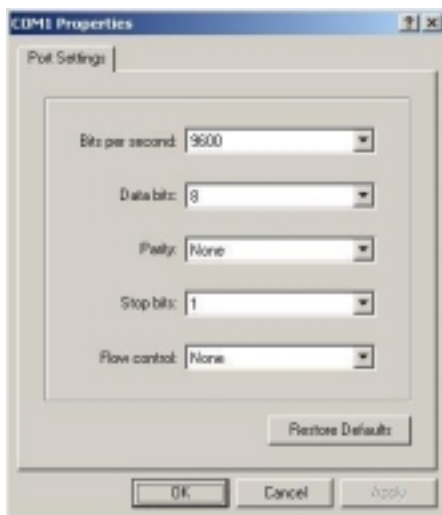 COM1 Properties
Port Settings
Bits per second: 9600
Data bits: 8
Parity: None
Stop bits: 1
Flow control: None
Restore Defaults
OK Cancel Apply